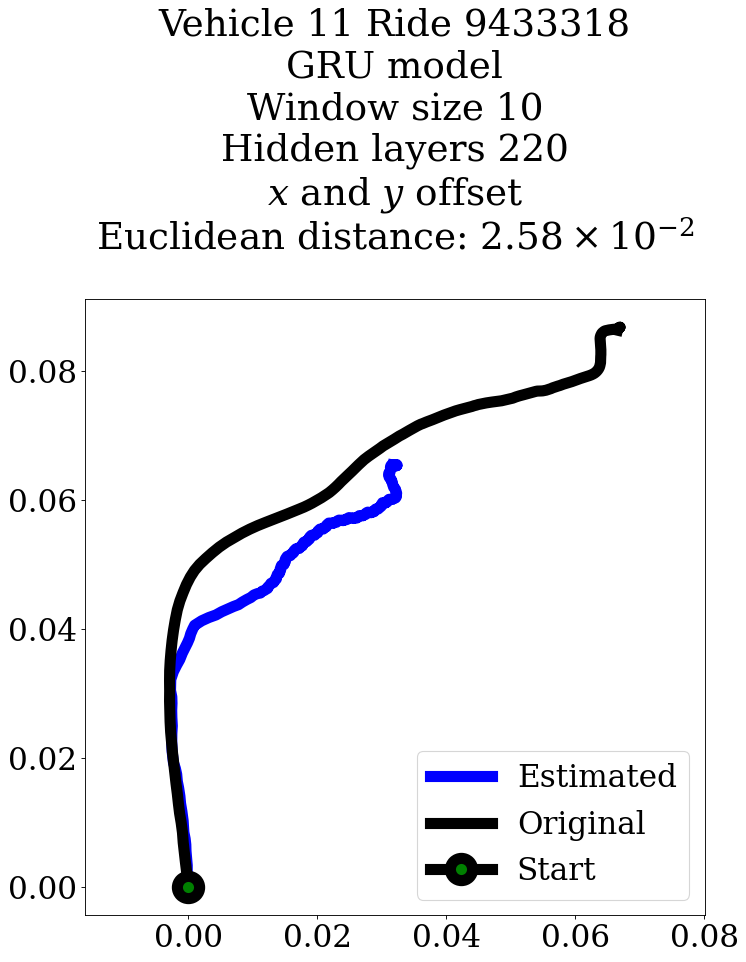 Vehicle 11 Ride 9433318
GRU model
Window size 10
Hidden layers 220
x and y offset
Euclidean distance: 2.58 × 10⁻²
0.08
0.06
0.04
0.02
0.00
Estimated
Original
Start
0.00 0.02 0.04 0.06 0.08